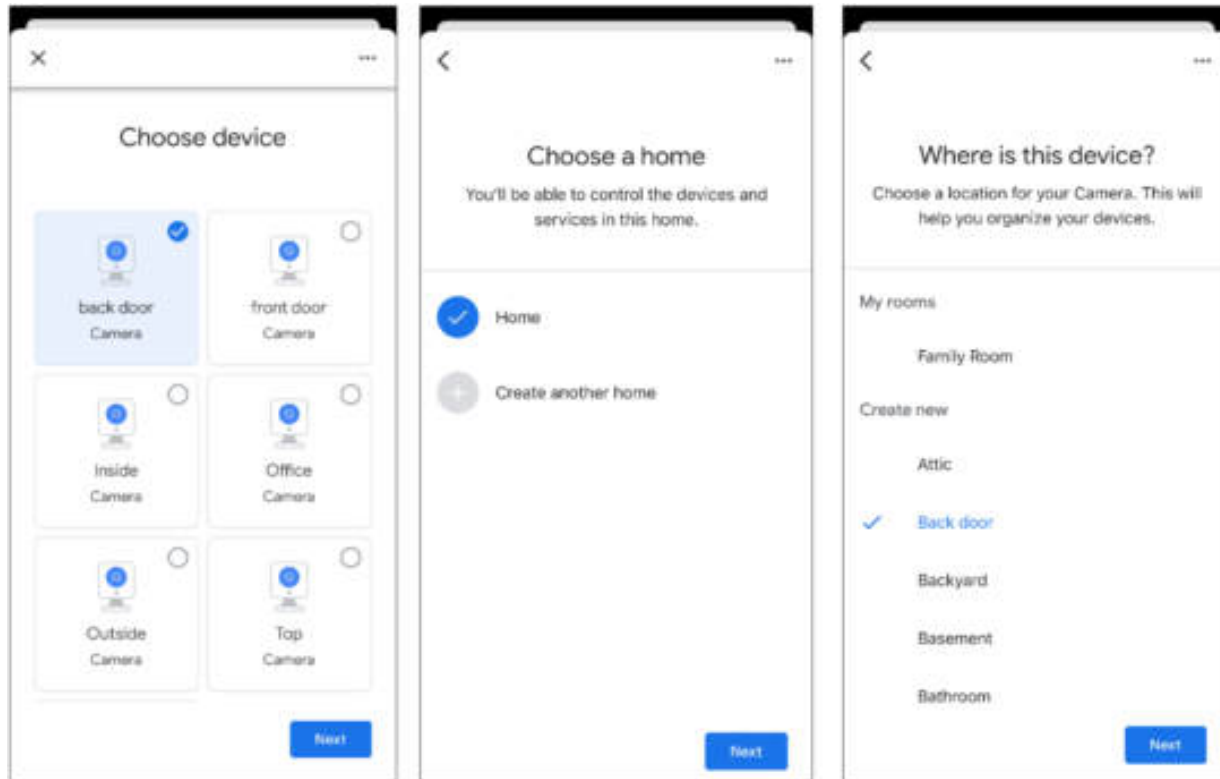 Choose device
back door
Camera
front door
Camera
Inside
Camera
Office
Camera
Outside
Camera
Top
Camera
Next
Choose a home
You'll be able to control the devices and
services in this home.
Home
Create another home
Next
Where is this device?
Choose a location for your Camera. This will
help you organize your devices.
My rooms
Family Room
Create new
Attic
Back door
Backyard
Basement
Bathroom
Next